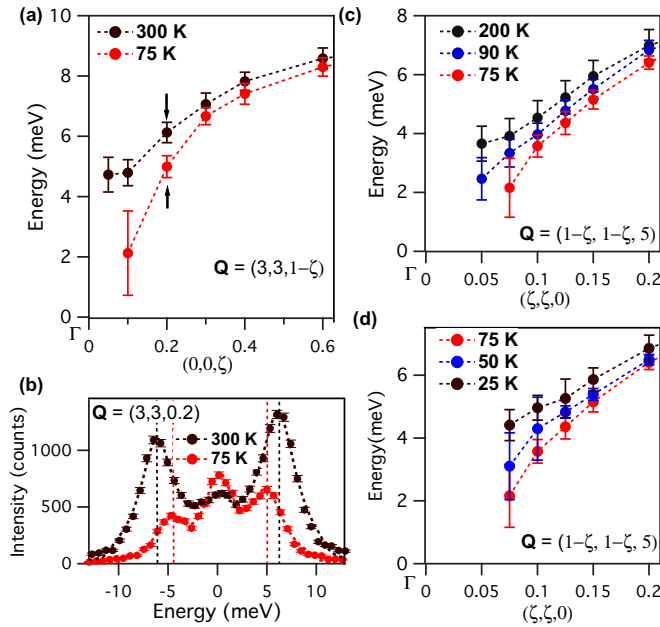 (a)
300 K
75 K
Energy (meV)
10
8
6
4
2
0
Q = (3,3,1−ζ)
Γ
0
0.2
0.4
0.6
(0,0,ζ)
(b)
Q = (3,3,0.2)
300 K
75 K
Intensity (counts)
1000
500
0
-10
-5
0
5
10
Energy (meV)
(c)
200 K
90 K
75 K
Energy (meV)
8
6
4
2
0
Q = (1−ζ, 1−ζ, 5)
Γ
0
0.05
0.1
0.15
0.2
(ζ,ζ,0)
(d)
75 K
50 K
25 K
Energy(meV)
6
4
2
0
Q = (1−ζ, 1−ζ, 5)
Γ
0
0.05
0.1
0.15
0.2
(ζ,ζ,0)